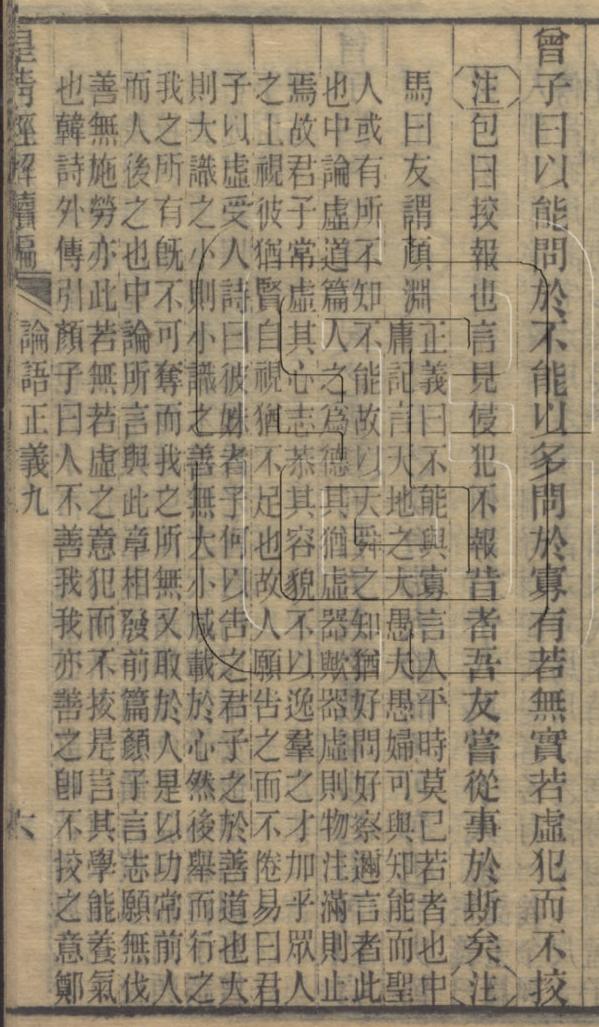 曾子曰以能問於不能以多問於寡有若無實若虛犯而不挍
注包曰挍報也言見侵犯不報昔者吾友嘗從事於斯矣注
馬曰友謂顏淵正義曰不能與寡言人平時莫己若者也中
庸記言天地之大愚夫愚婦可與知能而聖
人或有所不知不能故以大舜之知猶好問好察邇言者此
也中論虛道篇人之為德其猶虛器歟器虛則物注滿則止
焉故君子常虛其心志恭其容貌不以逸羣之才加乎眾人
之上視彼猶賢自視猶不足也故人願告之而不倦易曰君
子以虛受人詩曰彼姝者子何以告之君子之於善道也大
則大識之小則小識之善無大小咸載於心然後舉而行之
我之所有既不可奪而我之所無又取於人是以功常前人
而人後之也中論所言與此章相發前篇顏子言志願無伐
善無施勞亦此若無若虛之意犯而不挍是言其學能養氣
也韓詩外傳引顏子曰人不善我我亦善之卽不挍之意鄭
皇清經解續編 論語正義九 六